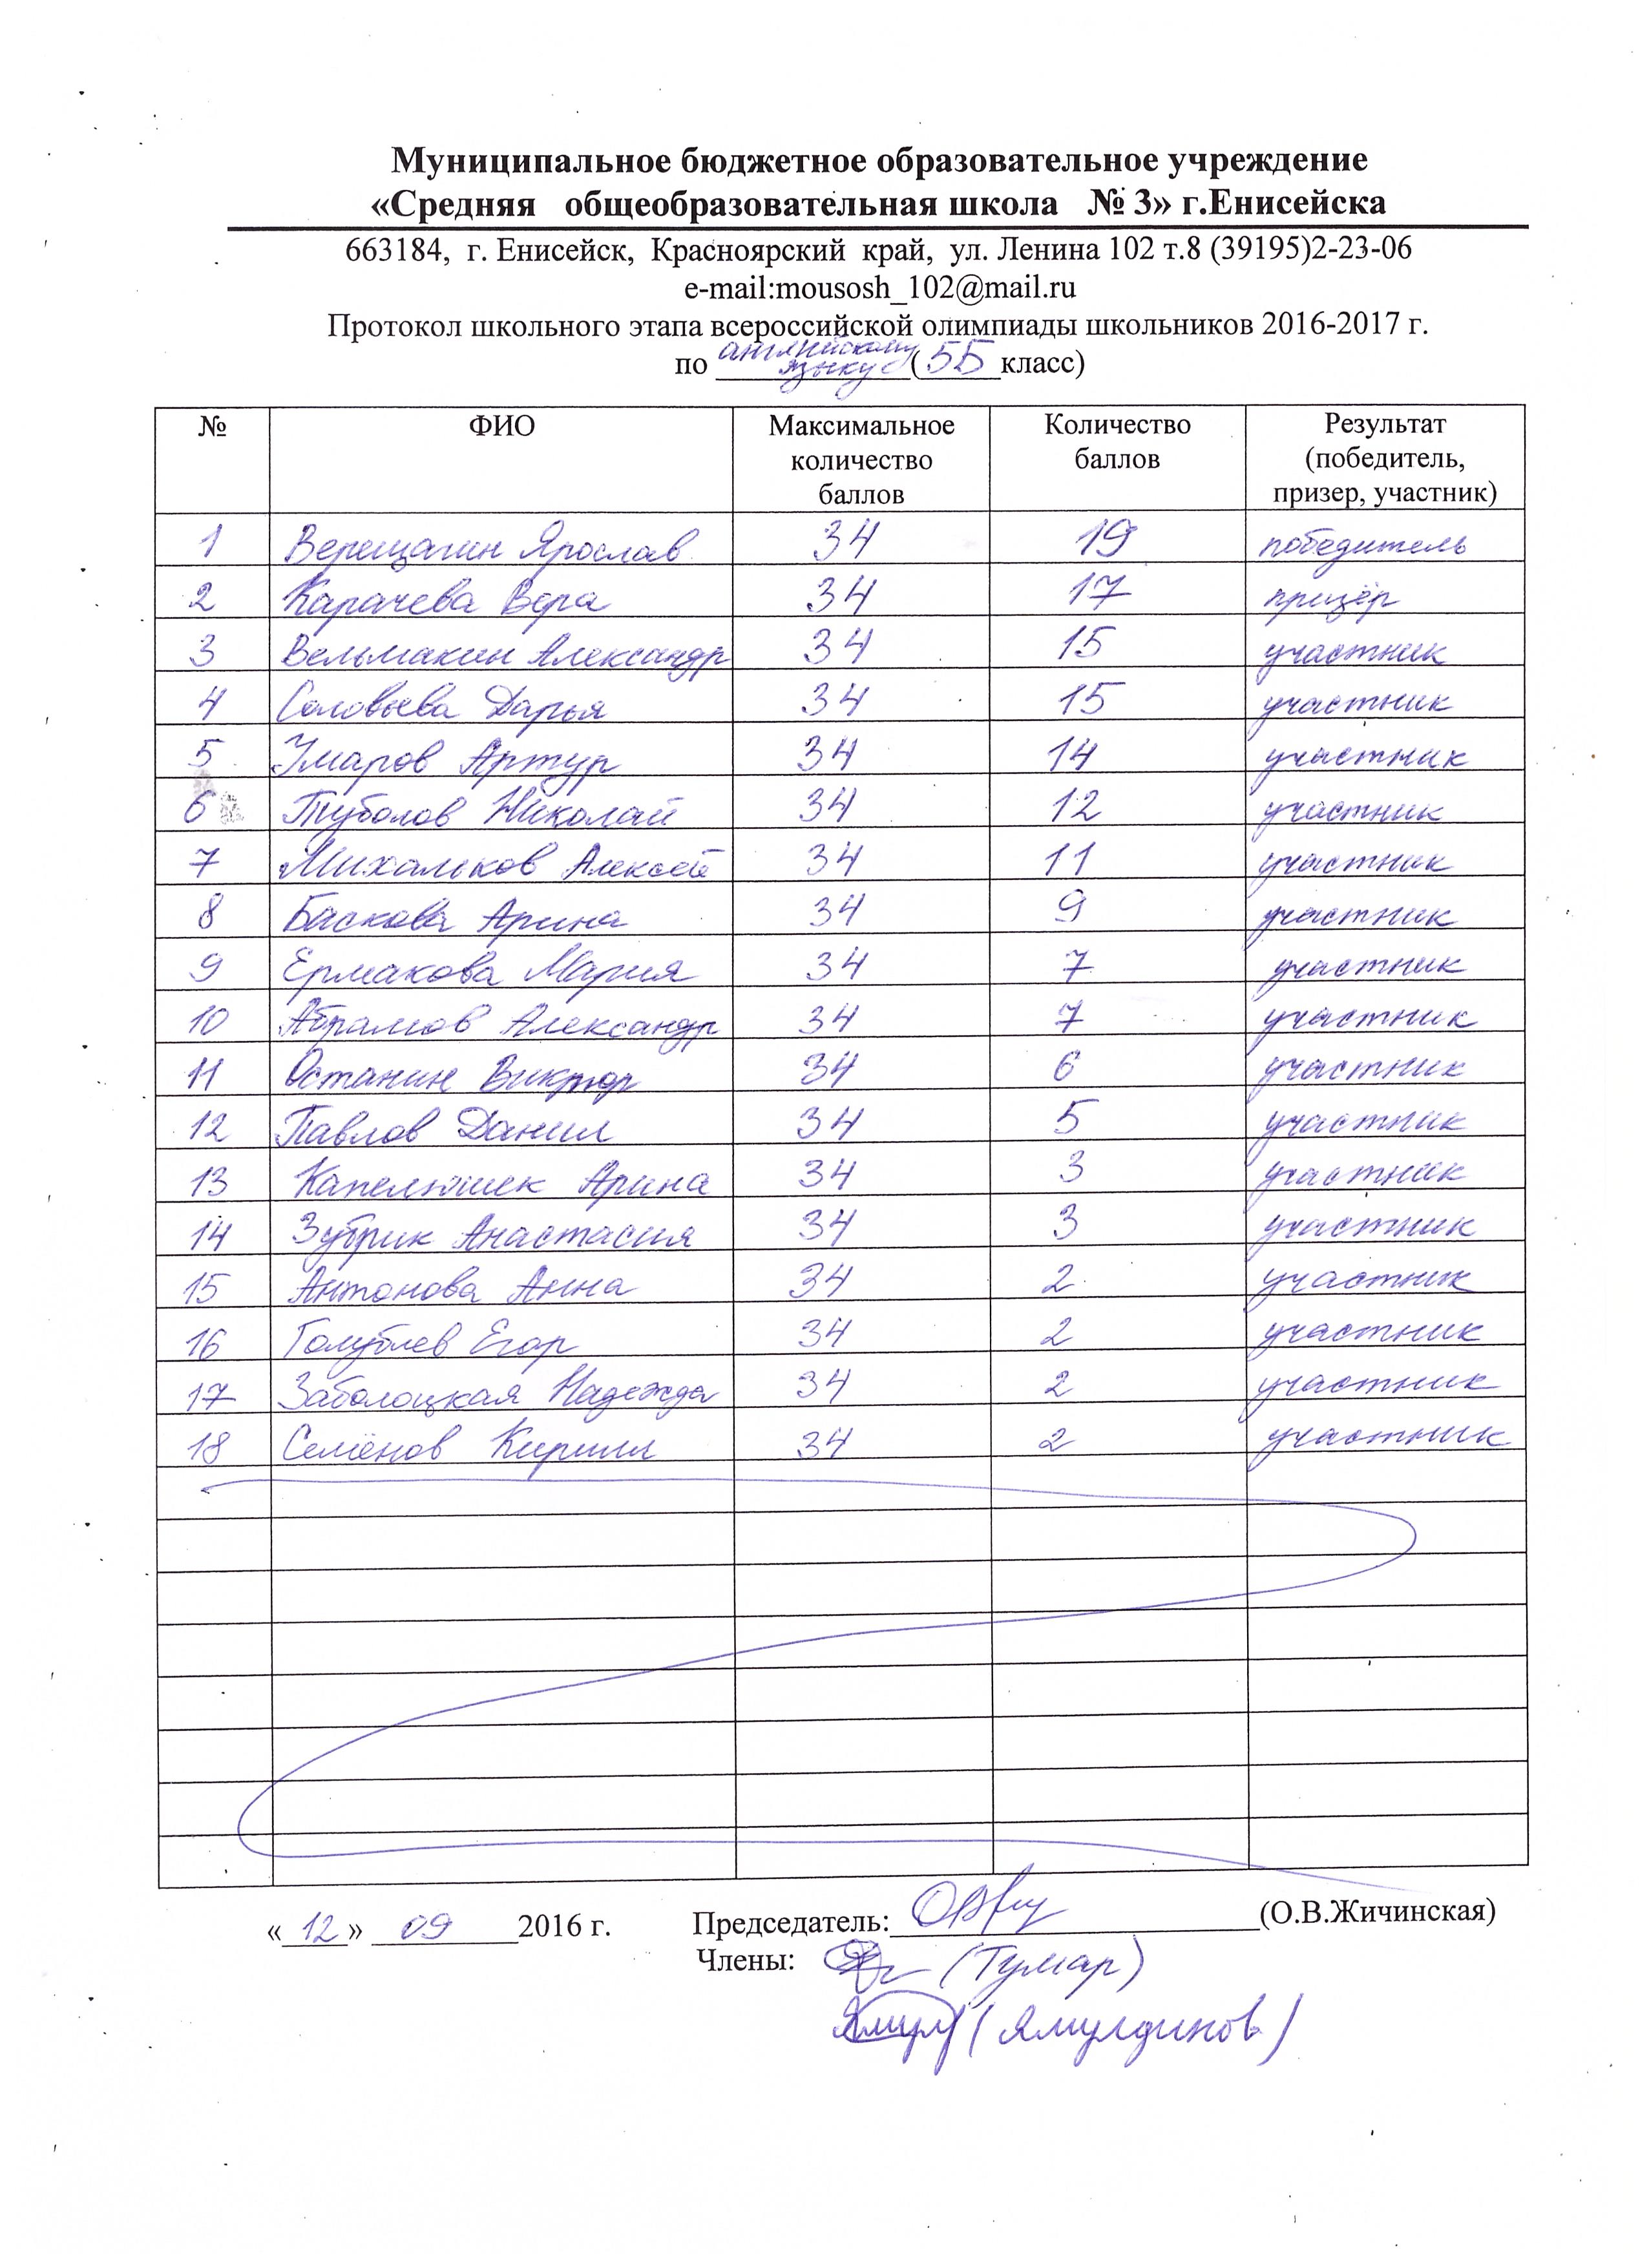 Муниципальное бюджетное образовательное учреждение
«Средняя общеобразовательная школа № 3» г.Енисейска
663184, г. Енисейск, Красноярский край, ул. Ленина 102 т.8 (39195)2-23-06
e-mail:mousosh_102@mail.ru
Протокол школьного этапа всероссийской олимпиады школьников 2016-2017 г.
по английскому языку (5Б класс)
№ ФИО Максимальное количество баллов Количество баллов Результат (победитель, призер, участник)
1 Верещагин Ярослав 34 19 победитель
2 Карачева Вера 34 17 призёр
3 Вельмакин Александр 34 15 участник
4 Соловьева Дарья 34 15 участник
5 Умаров Артур 34 14 участник
6 Туболов Николай 34 12 участник
7 Михальков Алексей 34 11 участник
8 Баскова Арина 34 9 участник
9 Ермакова Мария 34 7 участник
10 Абрамов Александр 34 7 участник
11 Останин Виктор 34 6 участник
12 Павлов Данил 34 5 участник
13 Капелюшек Арина 34 3 участник
14 Зубрик Анастасия 34 3 участник
15 Антонова Анна 34 2 участник
16 Голублев Егор 34 2 участник
17 Заболоцкая Надежда 34 2 участник
18 Семёнов Кирилл 34 2 участник
«12» 09 2016 г. Председатель: (О.В.Жичинская)
Члены: (Тумар)
(Ямулдинов)